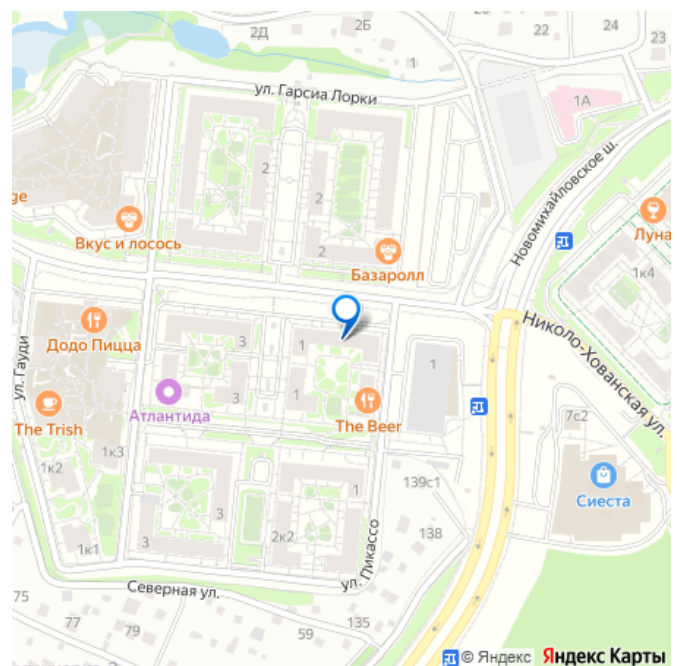 2Д
2Б
20
22
24
23
1
1А
ул. Гарсиа Лорки
Новомихайловское ш.
2
2
2
ge
Вкус и лосось
Базаролл
Луна
1к4
Николо-Хованская ул.
ул. Гауди
Додо Пицца
The Trish
3
3
1
1
1
Атлантида
The Beer
1к2
1к3
1к1
3
3
2к2
1
139с1
138
7с2
Сиеста
ул. Пикассо
Северная ул.
75
77
79
59
135
© Яндекс Яндекс Карты